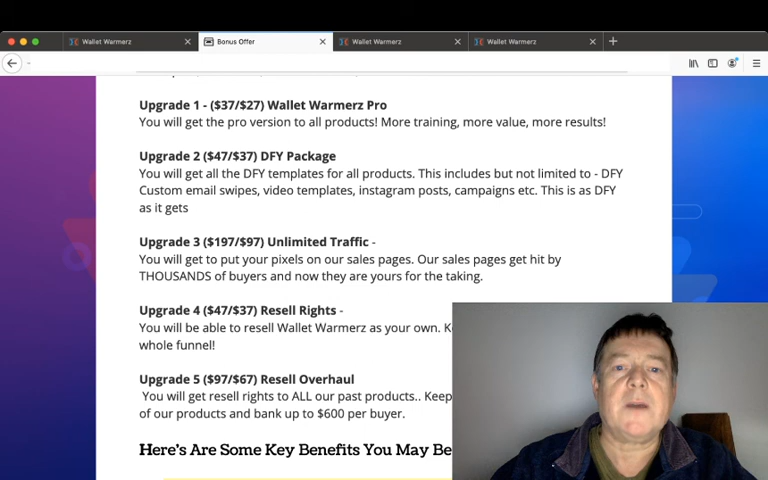 Wallet Warmerz
Bonus Offer
Wallet Warmerz
Wallet Warmerz
Upgrade 1 - ($37/$27) Wallet Warmerz Pro
You will get the pro version to all products! More training, more value, more results!
Upgrade 2 ($47/$37) DFY Package
You will get all the DFY templates for all products. This includes but not limited to - DFY
Custom email swipes, video templates, instagram posts, campaigns etc. This is as DFY
as it gets
Upgrade 3 ($197/$97) Unlimited Traffic -
You will get to put your pixels on our sales pages. Our sales pages get hit by
THOUSANDS of buyers and now they are yours for the taking.
Upgrade 4 ($47/$37) Resell Rights -
You will be able to resell Wallet Warmerz as your own.
whole funnel!
Upgrade 5 ($97/$67) Resell Overhaul
You will get resell rights to ALL our past products.. Keep
of our products and bank up to $600 per buyer.
Here's Are Some Key Benefits You May Be